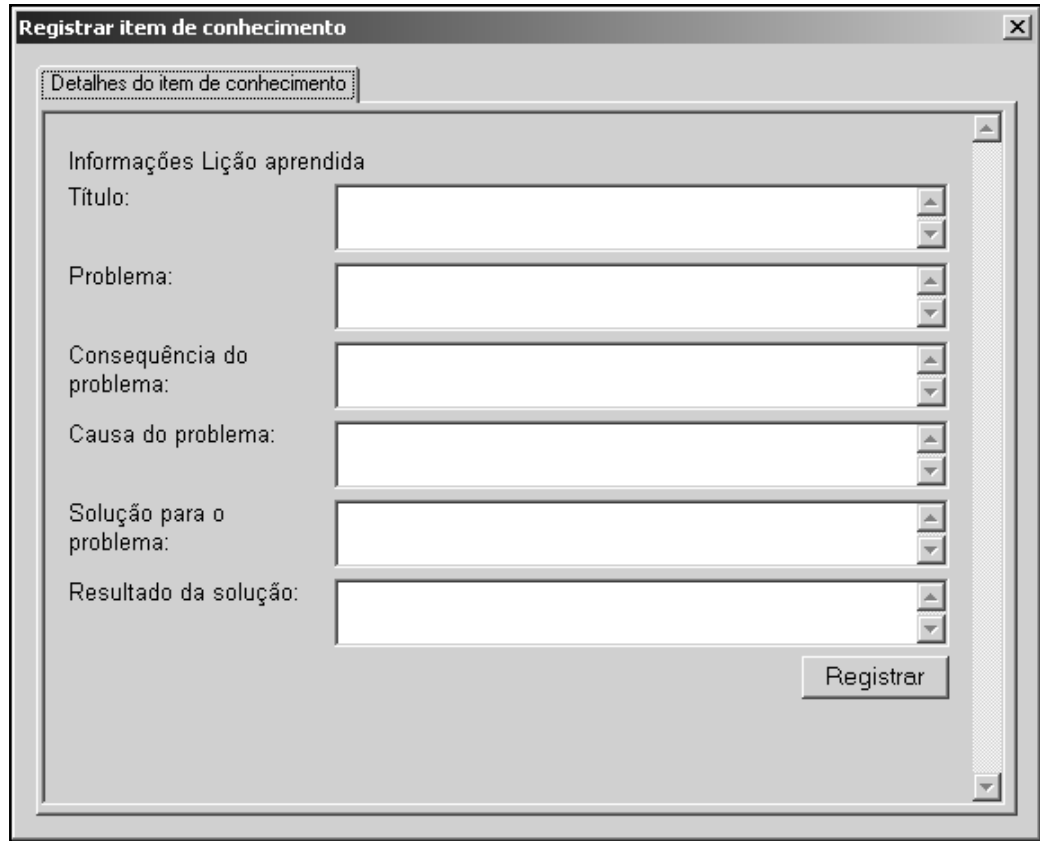 Registrar item de conhecimento
Detalhes do item de conhecimento
Informações Lição aprendida
Título:
Problema:
Consequência do
problema:
Causa do problema:
Solução para o
problema:
Resultado da solução:
Registrar